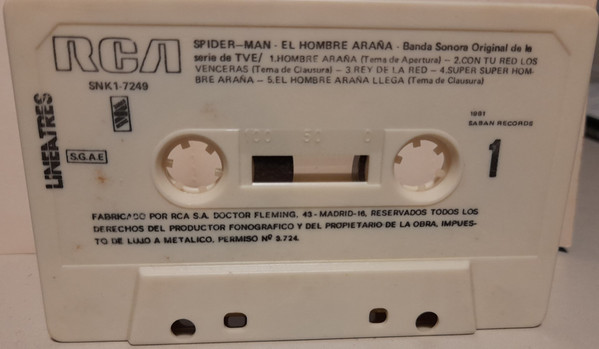 RCA
SPIDER-MAN - EL HOMBRE ARAÑA - Banda Sonora Original de la
serie de TVE/ 1.HOMBRE ARAÑA (Tema de Apertura) - 2.CON TU RED LOS
VENCERAS (Tema de Clausura) - 3 REY DE LA RED - 4.SUPER SUPER HOM-
BRE ARAÑA - 5.EL HOMBRE ARAÑA LLEGA (Tema de Clausura)
SNK1-7249
LINEATRES
S.G.A.E
1981
SABAN RECORDS
100 50 0
1
FABRICADO POR RCA S.A. DOCTOR FLEMING, 43 - MADRID-16, RESERVADOS TODOS LOS
DERECHOS DEL PRODUCTOR FONOGRAFICO Y DEL PROPIETARIO DE LA OBRA, IMPUES-
TO DE LUJO A METALICO, PERMISO Nº 3.724.